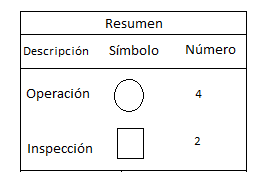 Resumen
Descripción Símbolo Número
Operación 4
Inspección 2